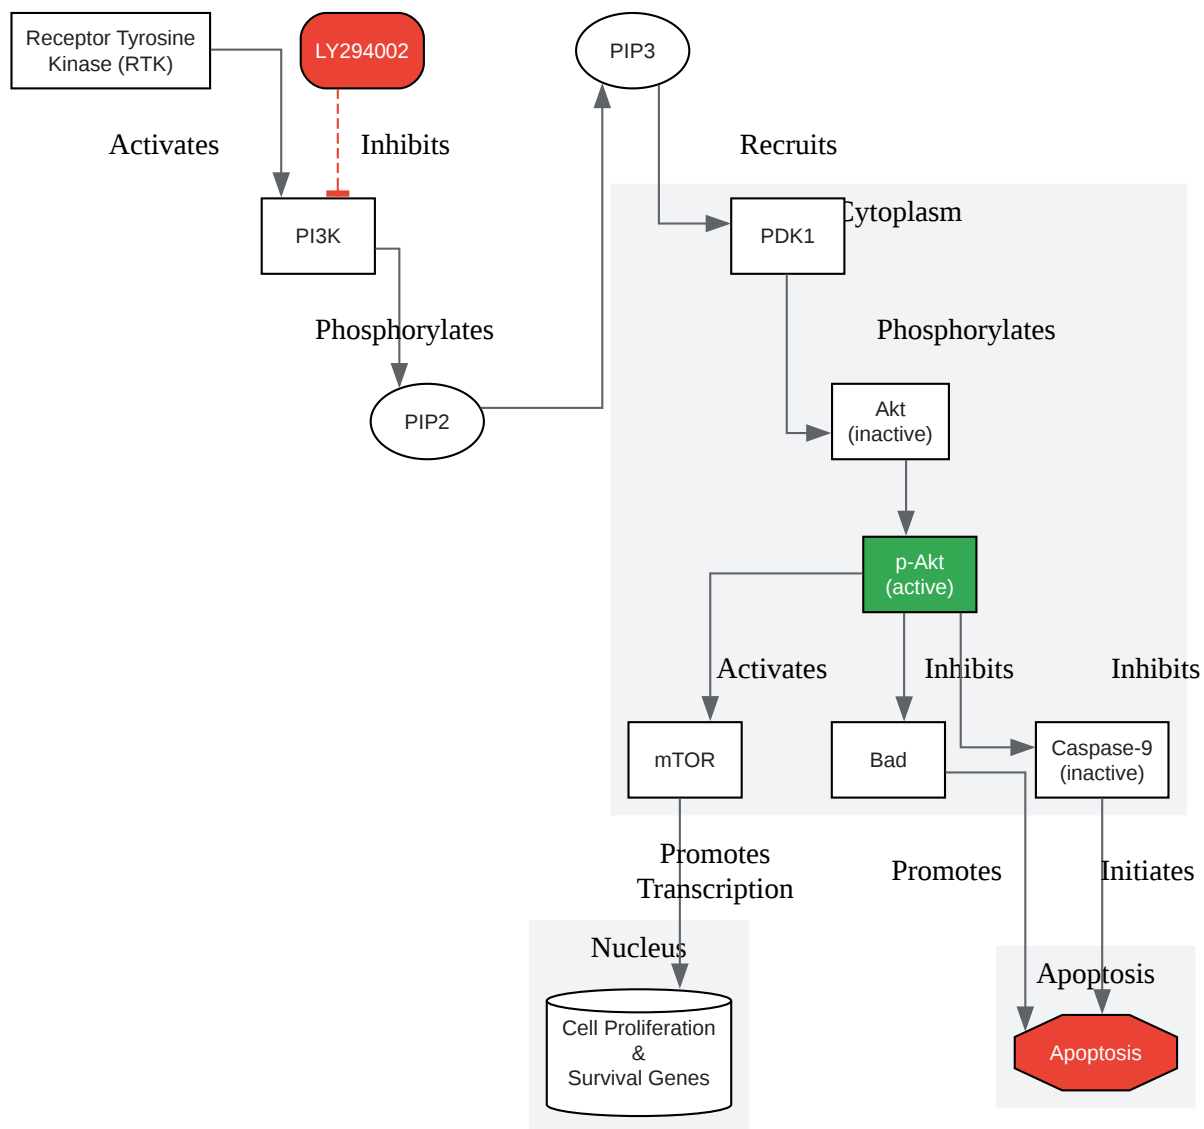 Receptor Tyrosine
Kinase (RTK)
LY294002
PIP3
Activates
Inhibits
Recruits
Cytoplasm
PI3K
PDK1
Phosphorylates
Phosphorylates
PIP2
Akt
(inactive)
p-Akt
(active)
Activates
Inhibits
Inhibits
mTOR
Bad
Caspase-9
(inactive)
Promotes
Transcription
Promotes
Initiates
Nucleus
Apoptosis
Cell Proliferation
&
Survival Genes
Apoptosis